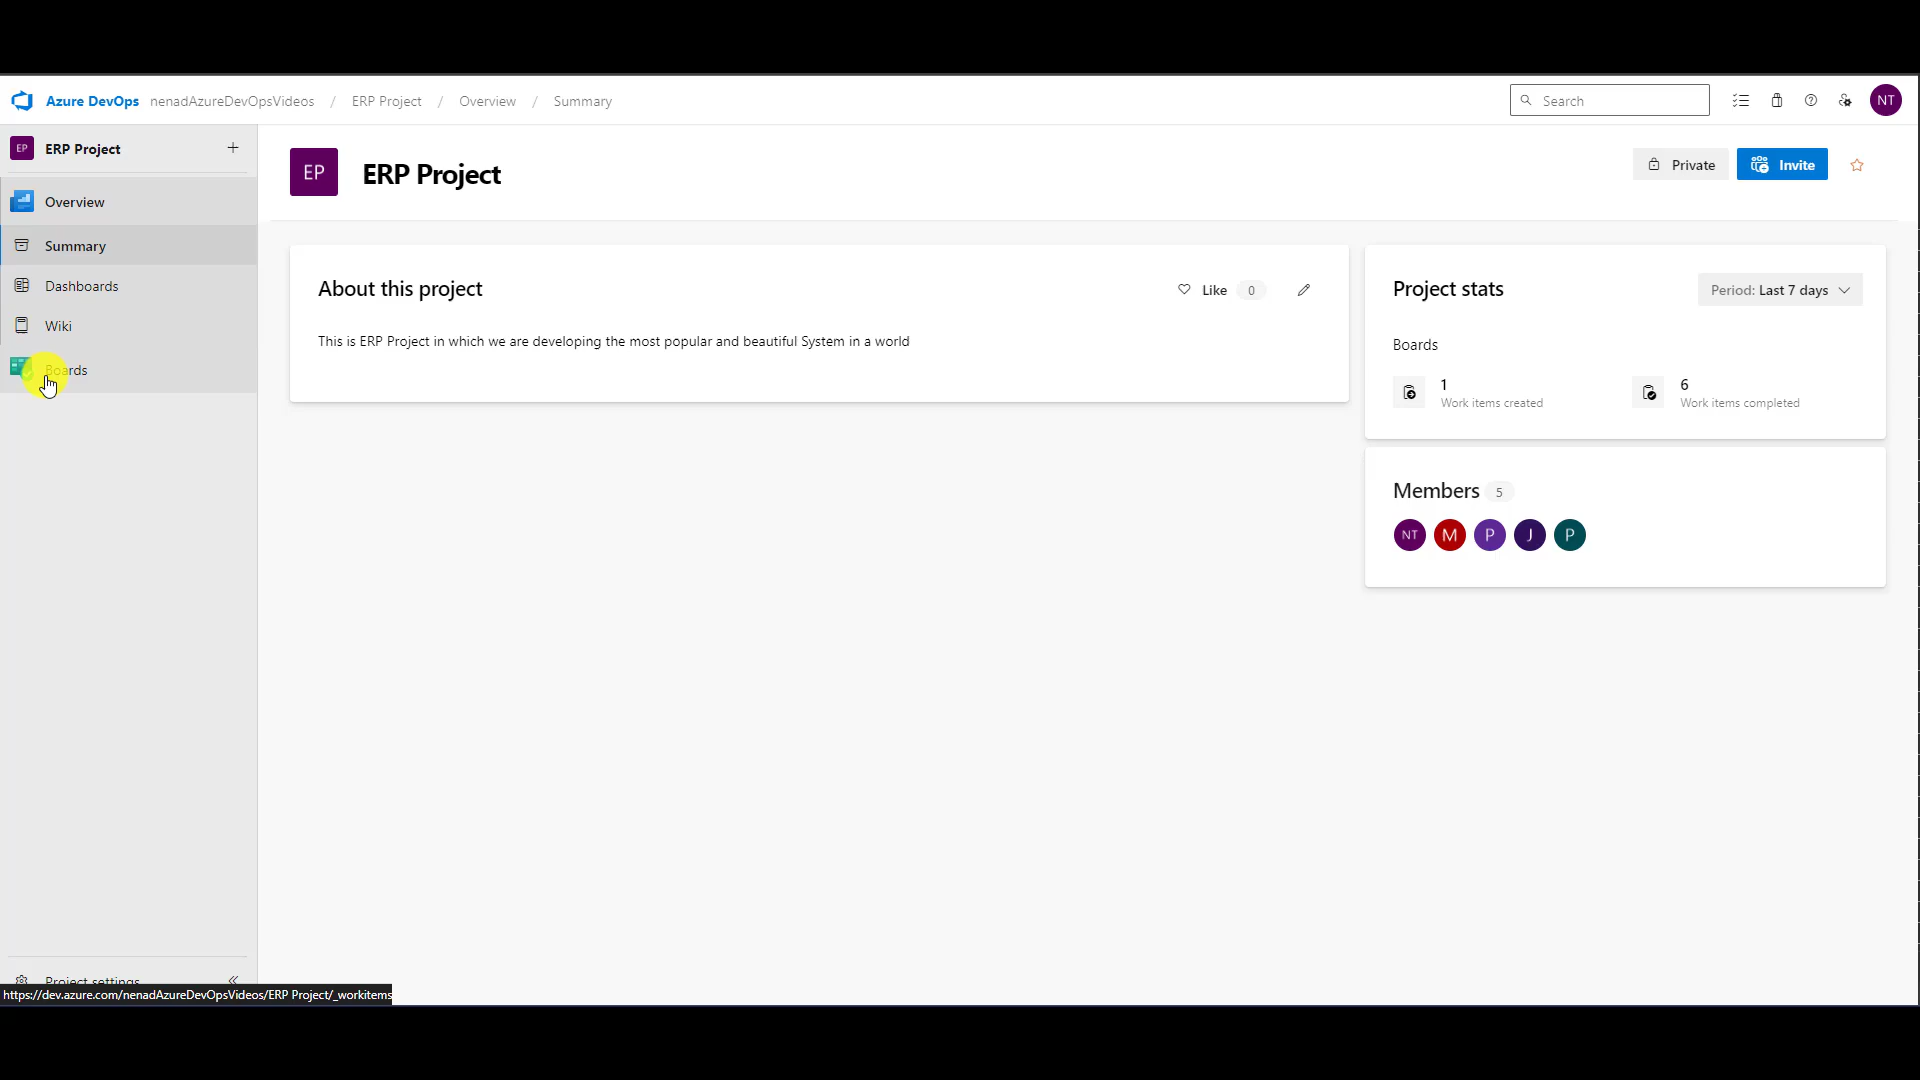 Azure DevOps nenadAzureDevOpsVideos / ERP Project / Overview / Summary
Search
NT
EP ERP Project +
Overview
Summary
Dashboards
Wiki
Boards
Project settings
https://dev.azure.com/nenadAzureDevOpsVideos/ERP Project/_workitems
EP ERP Project
Private
Invite
About this project
Like 0
This is ERP Project in which we are developing the most popular and beautiful System in a world
Project stats
Period: Last 7 days
Boards
1
Work items created
6
Work items completed
Members 5
NT M P J P